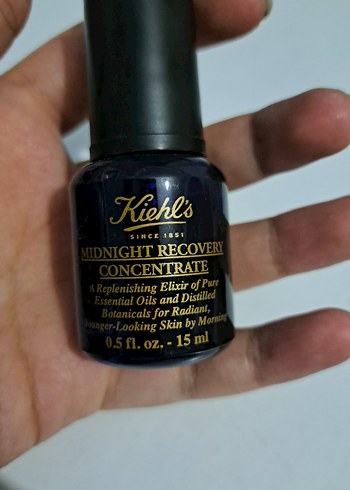 Kiehl's
SINCE 1851
MIDNIGHT RECOVERY
CONCENTRATE
A Replenishing Elixir of Pure
Essential Oils and Distilled
Botanicals for Radiant,
Younger-Looking Skin by Morning
0.5 fl. oz. - 15 ml